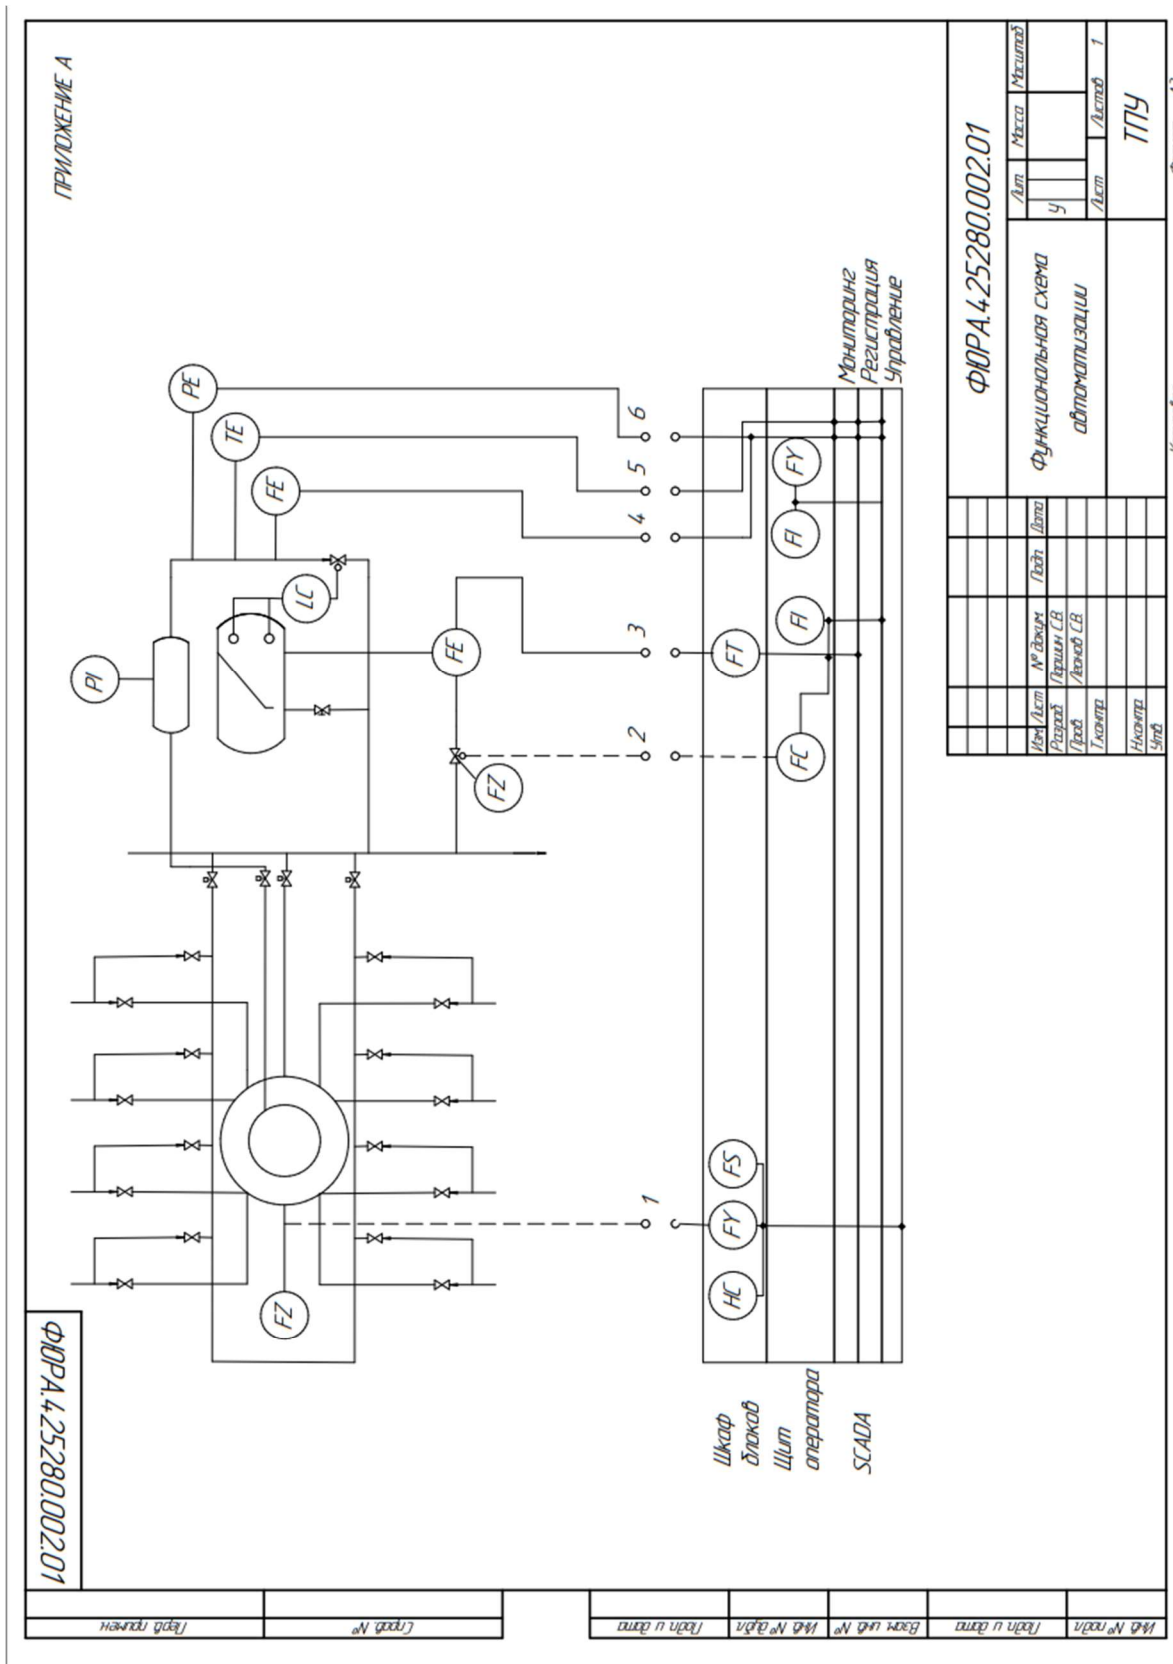 ПРИЛОЖЕНИЕ А
ФЮРА.425280.002.01
PI
PE
TE
FE
LC
FE
FZ
FZ
1
2
3
4
5
6
Шкаф
блоков
HC
FY
FS
FT
Щит
оператора
FC
FI
FI
FY
SCADA
Мониторинг
Регистрация
Управление
ФЮРА.425280.002.01
Изм Лист № докум Подп Дата
Разраб Паршин С.В.
Пров Леонов С.В.
Т.контр
Н.контр
Утв
Функциональная схема
автоматизации
Лит Масса Масштаб
У
Лист Листов 1
ТПУ
Перв. примен
Справ. №
Подп и дата
Инв. № дубл
Взам. инв. №
Подп и дата
Инв. № подл